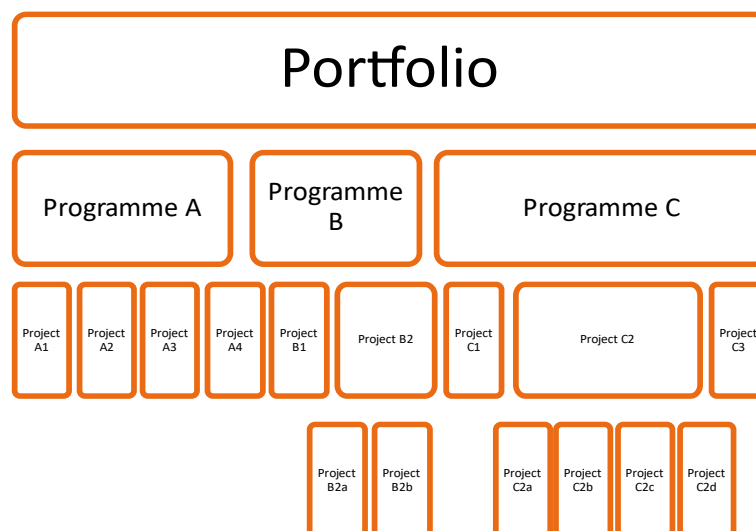 Portfolio
Programme A
Programme
B
Programme C
Project
A1
Project
A2
Project
A3
Project
A4
Project
B1
Project B2
Project
C1
Project C2
Project
C3
Project
B2a
Project
B2b
Project
C2a
Project
C2b
Project
C2c
Project
C2d